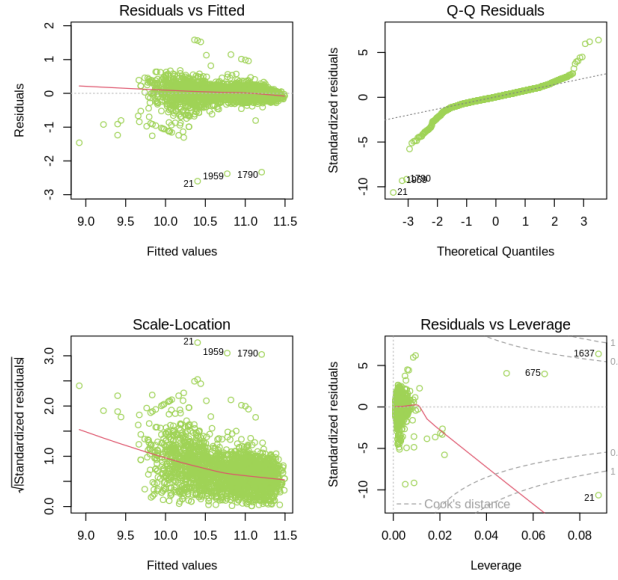 Residuals vs Fitted
Residuals
2
1
0
-1
-2
-3
21
1959
1790
9.0 9.5 10.0 10.5 11.0 11.5
Fitted values
Q-Q Residuals
Standardized residuals
5
0
-5
-10
1790
21
-3 -2 -1 0 1 2 3
Theoretical Quantiles
Scale-Location
√|Standardized residuals|
3.0
2.0
1.0
0.0
21
1959
1790
9.0 9.5 10.0 10.5 11.0 11.5
Fitted values
Residuals vs Leverage
Standardized residuals
5
0
-5
-10
1637
675
21
1
0.
0.
1
Cook's distance
0.00 0.02 0.04 0.06 0.08
Leverage